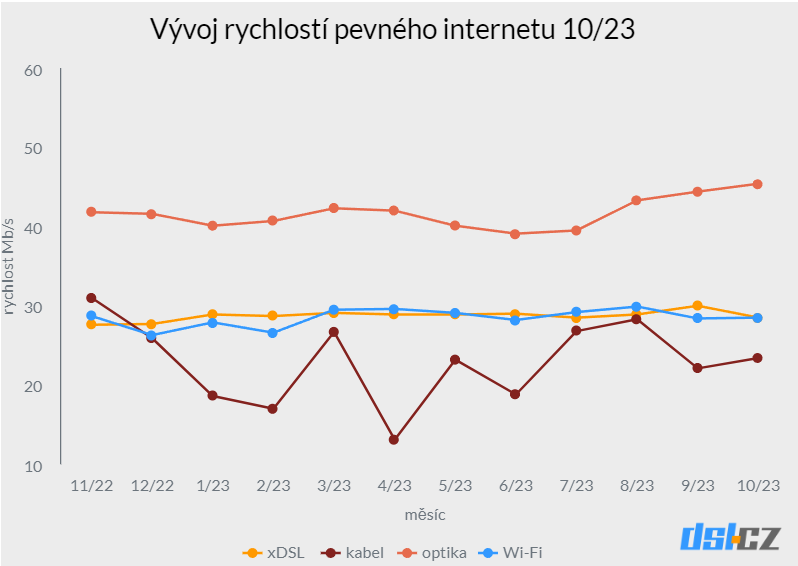 Vývoj rychlostí pevného internetu 10/23
60
50
40
30
20
10
rychlost Mb/s
11/22 12/22 1/23 2/23 3/23 4/23 5/23 6/23 7/23 8/23 9/23 10/23
měsíc
xDSL kabel optika Wi-Fi
dsl.cz